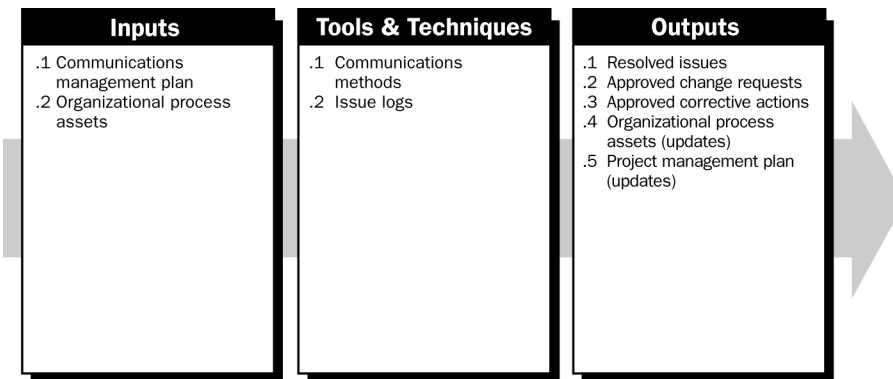 Inputs
.1 Communications
management plan
.2 Organizational process
assets
Tools & Techniques
.1 Communications
methods
.2 Issue logs
Outputs
.1 Resolved issues
.2 Approved change requests
.3 Approved corrective actions
.4 Organizational process
assets (updates)
.5 Project management plan
(updates)